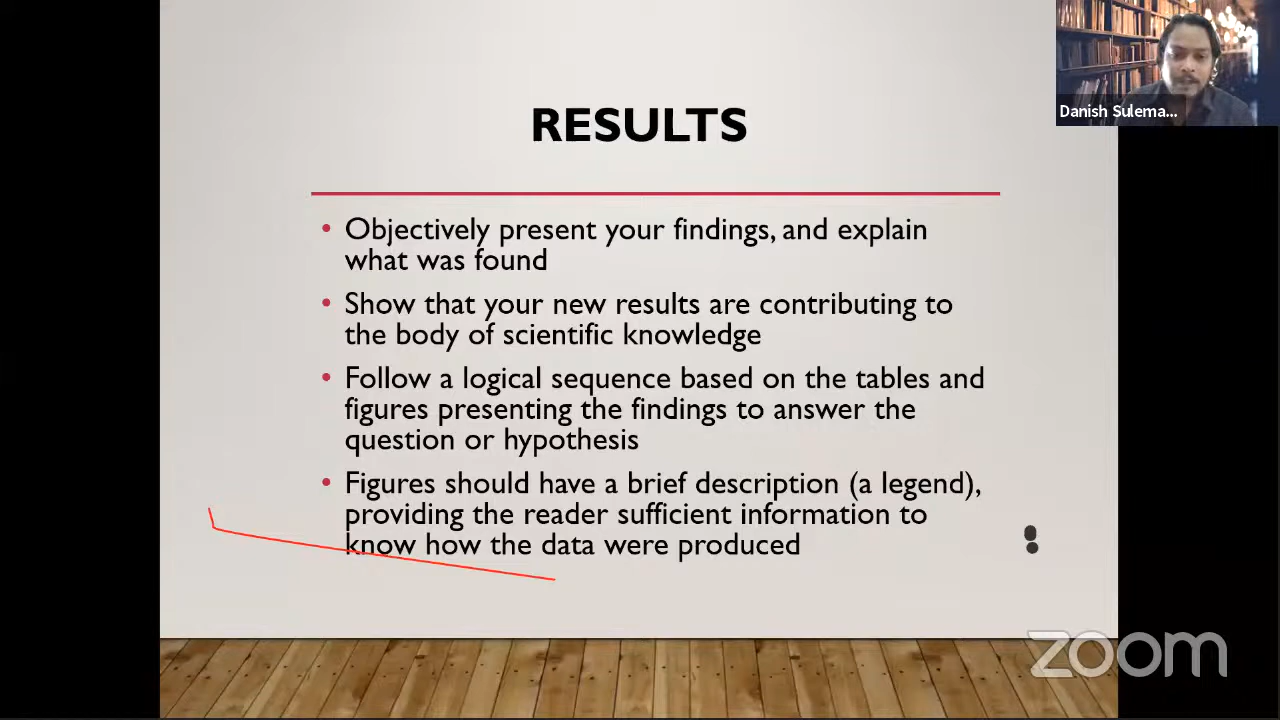 Danish Sulema...
RESULTS
• Objectively present your findings, and explain
what was found
• Show that your new results are contributing to
the body of scientific knowledge
• Follow a logical sequence based on the tables and
figures presenting the findings to answer the
question or hypothesis
• Figures should have a brief description (a legend),
providing the reader sufficient information to
know how the data were produced
zoom